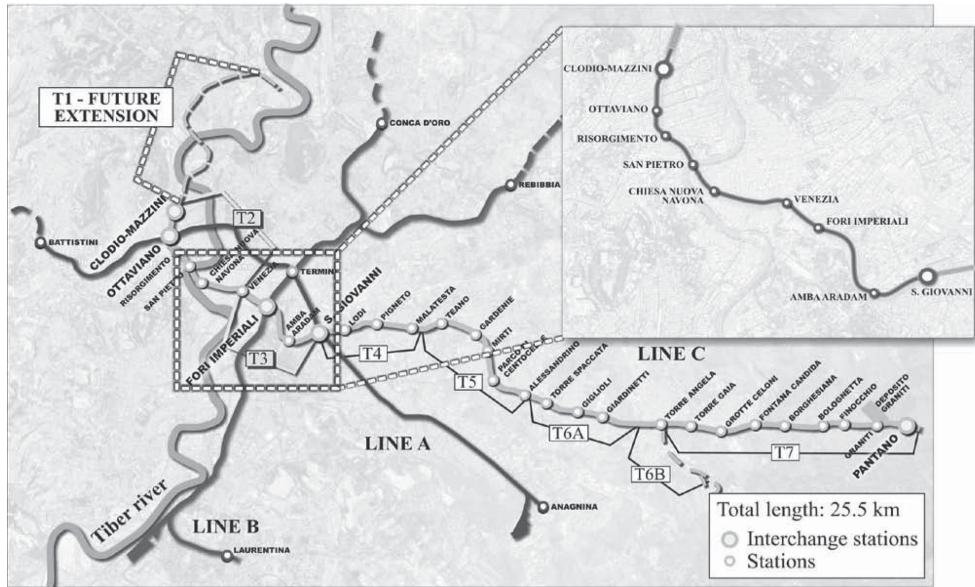 T1 - FUTURE
EXTENSION
CONCA D'ORO
REBIBBIA
BATTISTINI
CLODIO-MAZZINI
OTTAVIANO
RISORGIMENTO
SAN PIET
CHIESA NUOVA
NAVONA
VENEZIA
TERMIN
T2
FORI IMPERIALI
AMBA
ARADAM
S. GIOVANNI
T3
LODI
PIGNETO
MALATESTA
TEANO
GARDENIE
MIRTI
PARCO DI
CENTOCELLE
ALESSANDRINO
TORRE SPACCATA
GIGLIOLI
GIARDINETTI
TORRE ANGELA
TORRE GAIA
GROTTE CELONI
FONTANA CANDIDA
BORGHESIANA
BOLOGNETTA
FINOCCHIO
GRANITI
DEPOSITO
GRANITI
PANTANO
T4
T5
T6A
T6B
T7
LINE C
LINE A
LINE B
ANAGNINA
LAURENTINA
Tiber river
CLODIO-MAZZINI
OTTAVIANO
RISORGIMENTO
SAN PIETRO
CHIESA NUOVA
NAVONA
VENEZIA
FORI IMPERIALI
AMBA ARADAM
S. GIOVANNI
Total length: 25.5 km
Interchange stations
Stations